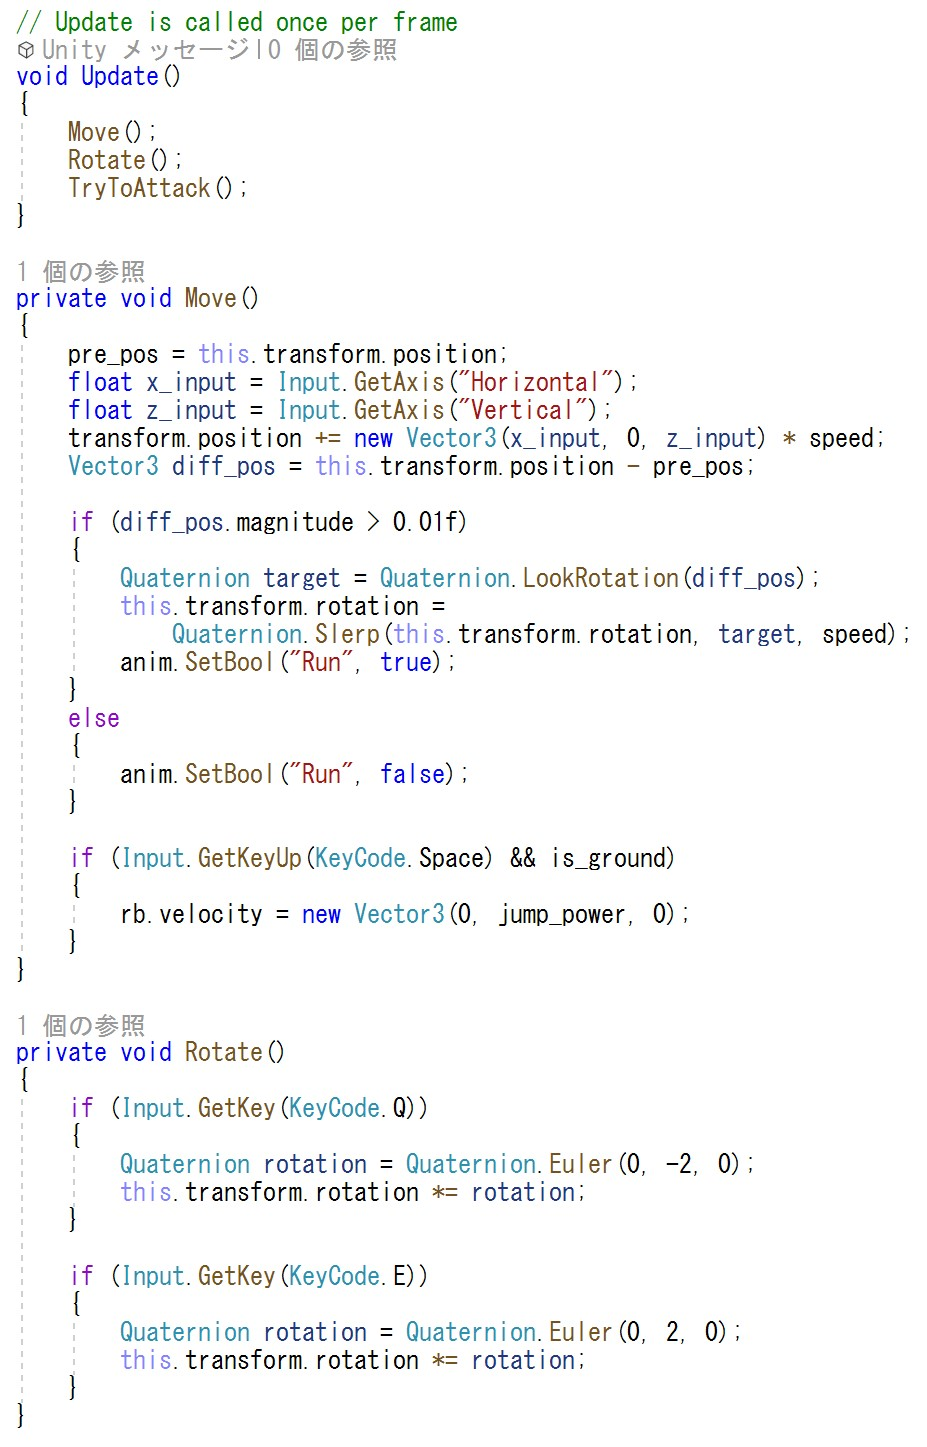 // Update is called once per frame
Unity メッセージ|0 個の参照
void Update()
{
    Move();
    Rotate();
    TryToAttack();
}

1 個の参照
private void Move()
{
    pre_pos = this.transform.position;
    float x_input = Input.GetAxis("Horizontal");
    float z_input = Input.GetAxis("Vertical");
    transform.position += new Vector3(x_input, 0, z_input) * speed;
    Vector3 diff_pos = this.transform.position - pre_pos;

    if (diff_pos.magnitude > 0.01f)
    {
        Quaternion target = Quaternion.LookRotation(diff_pos);
        this.transform.rotation =
            Quaternion.Slerp(this.transform.rotation, target, speed);
        anim.SetBool("Run", true);
    }
    else
    {
        anim.SetBool("Run", false);
    }

    if (Input.GetKeyUp(KeyCode.Space) && is_ground)
    {
        rb.velocity = new Vector3(0, jump_power, 0);
    }
}

1 個の参照
private void Rotate()
{
    if (Input.GetKey(KeyCode.Q))
    {
        Quaternion rotation = Quaternion.Euler(0, -2, 0);
        this.transform.rotation *= rotation;
    }

    if (Input.GetKey(KeyCode.E))
    {
        Quaternion rotation = Quaternion.Euler(0, 2, 0);
        this.transform.rotation *= rotation;
    }
}